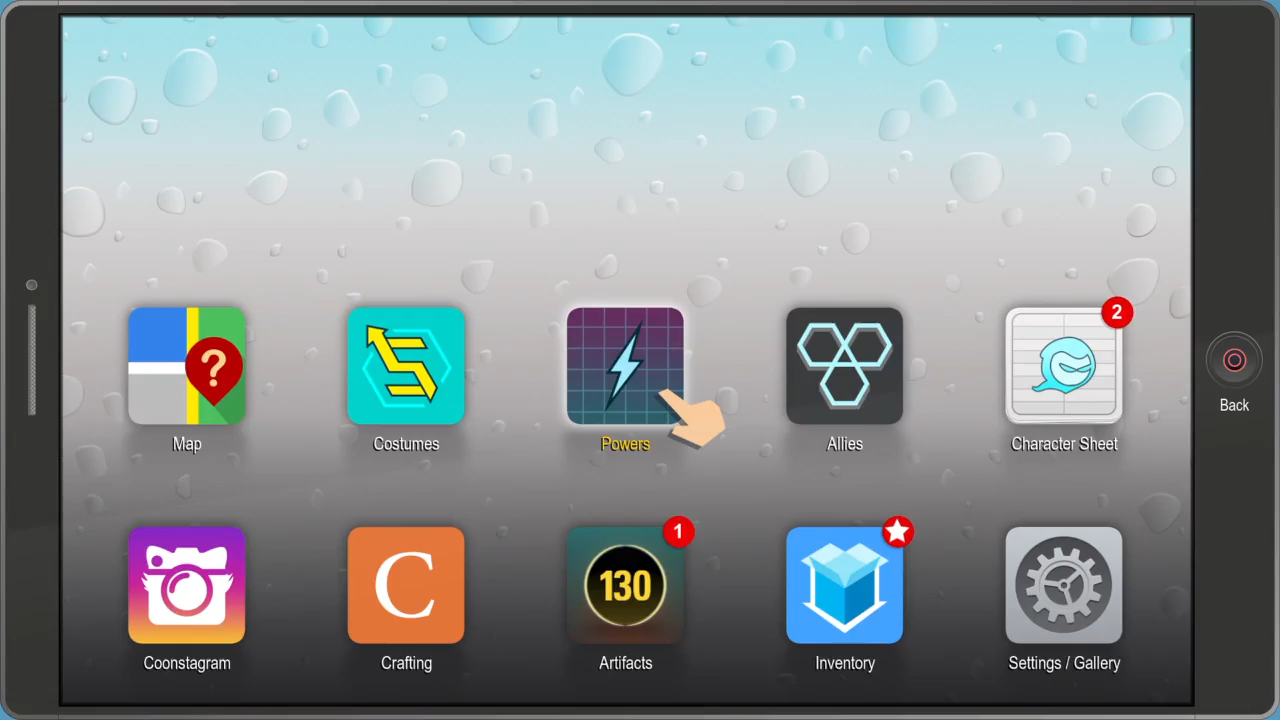 2
?
Back
Map
Costumes
Powers
Allies
Character Sheet
1
C
130
Coonstagram
Crafting
Artifacts
Inventory
Settings / Gallery